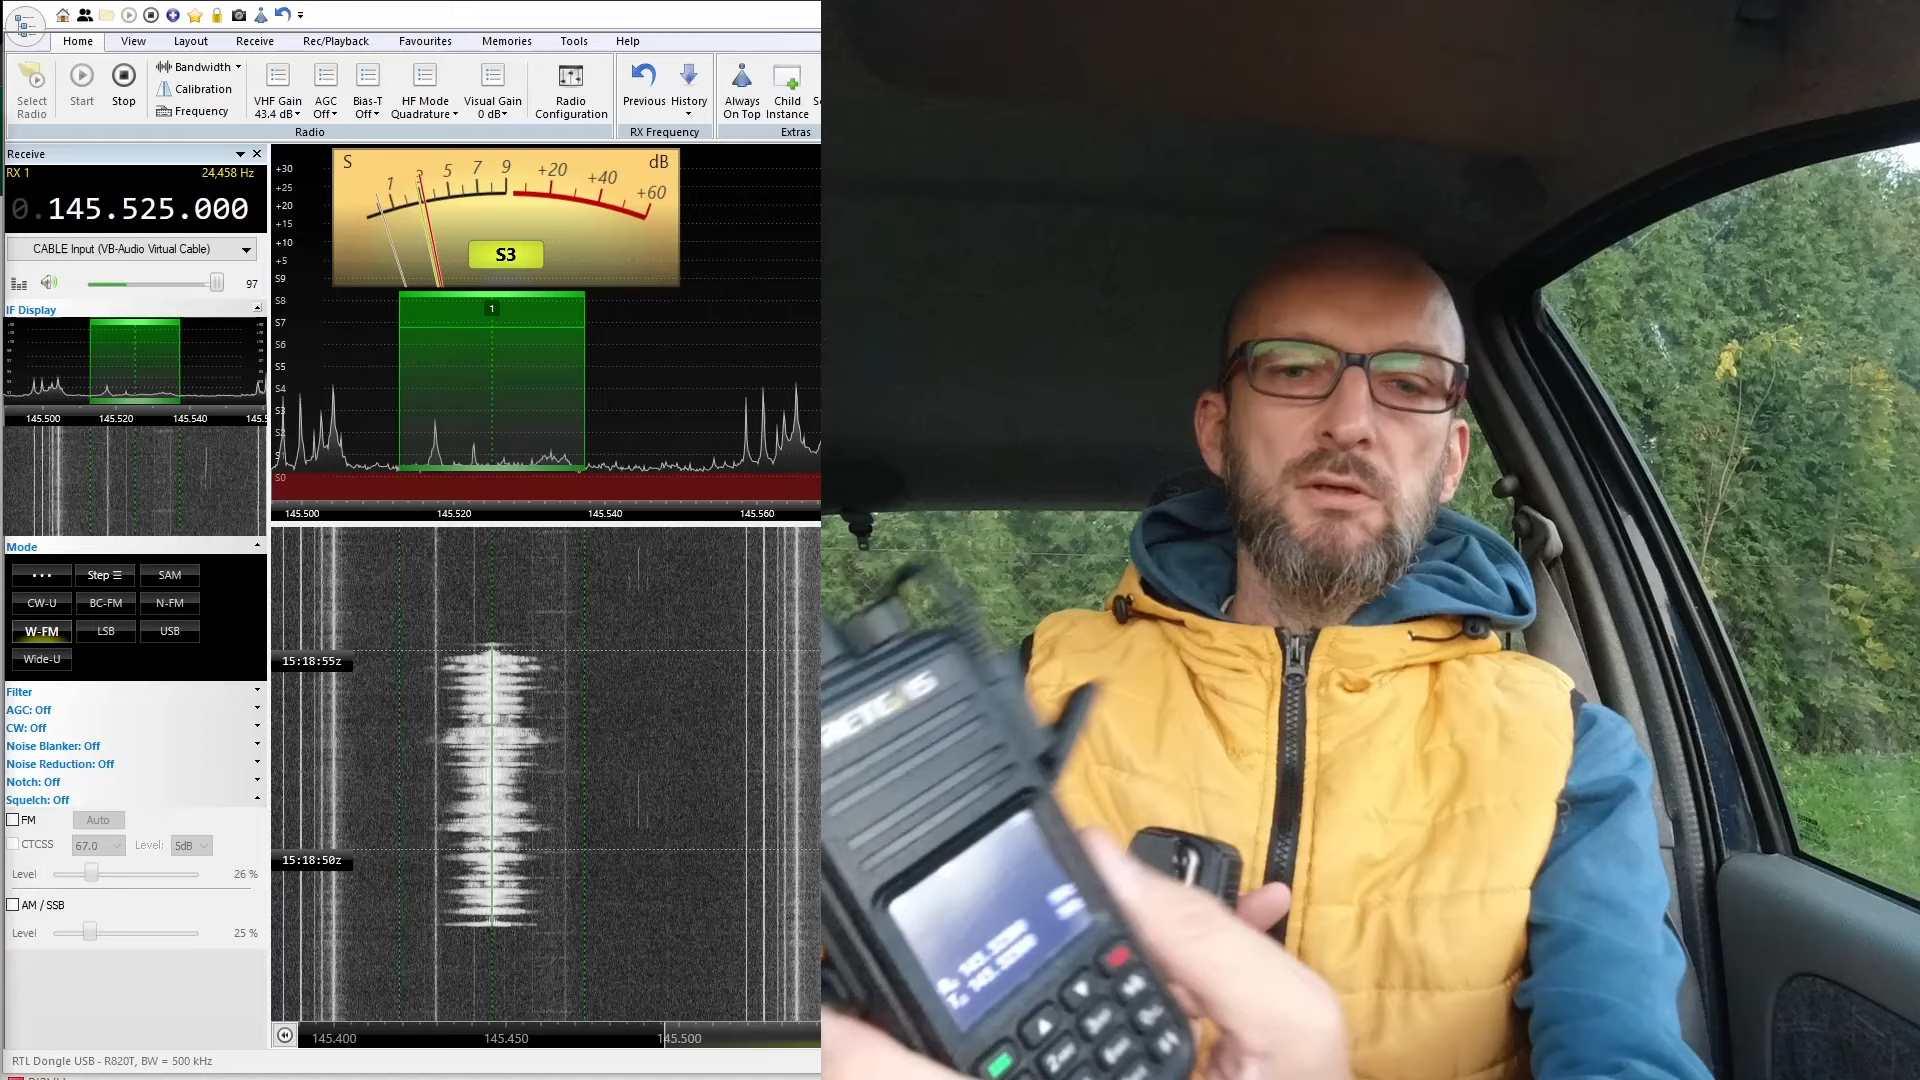 Home View Layout Receive Rec/Playback Favourites Memories Tools Help
Select Radio
Start
Stop
Bandwidth
Calibration
Frequency
VHF Gain 43.4 dB
AGC Off
Bias-T Off
HF Mode Quadrature
Visual Gain 0 dB
Radio Configuration
Previous
History
Always On Top
Child Instance
Radio
RX Frequency
Extras
Receive
RX 1 24,458 Hz
0.145.525.000
CABLE Input (VB-Audio Virtual Cable)
97
IF Display
145.500 145.520 145.540
S dB
1 5 7 9 +20 +40 +60
S3
+30
+25
+20
+15
+10
+5
S9
S8
S7
S6
S5
S4
S3
S2
S0
1
145.500 145.520 145.540 145.560
15:18:55z
15:18:50z
145.400 145.450 145.500
Mode
••• Step ☰ SAM
CW-U BC-FM N-FM
W-FM LSB USB
Wide-U
Filter
AGC: Off
CW: Off
Noise Blanker: Off
Noise Reduction: Off
Notch: Off
Squelch: Off
FM Auto
CTCSS 67.0 Level: 5dB
Level 26 %
AM / SSB
Level 25 %
RTL Dongle USB - R820T, BW = 500 kHz